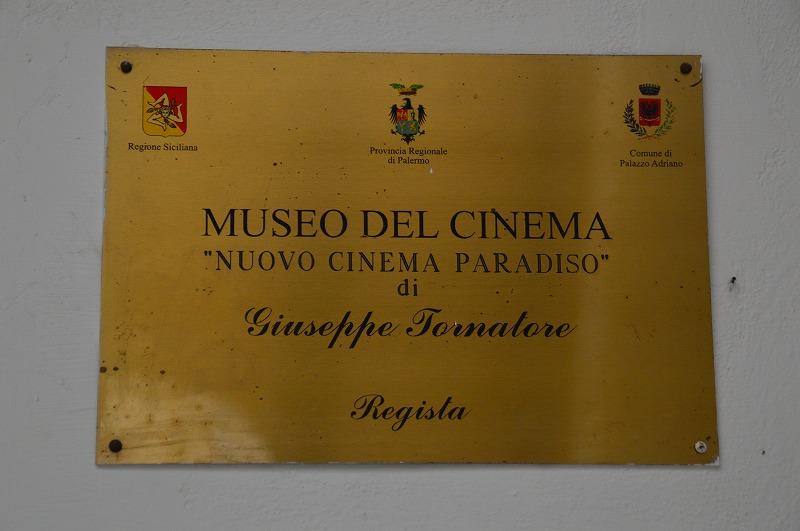 Regione Siciliana
Provincia Regionale
di Palermo
Comune di
Palazzo Adriano
MUSEO DEL CINEMA
"NUOVO CINEMA PARADISO"
di
Giuseppe Tornatore
Regista